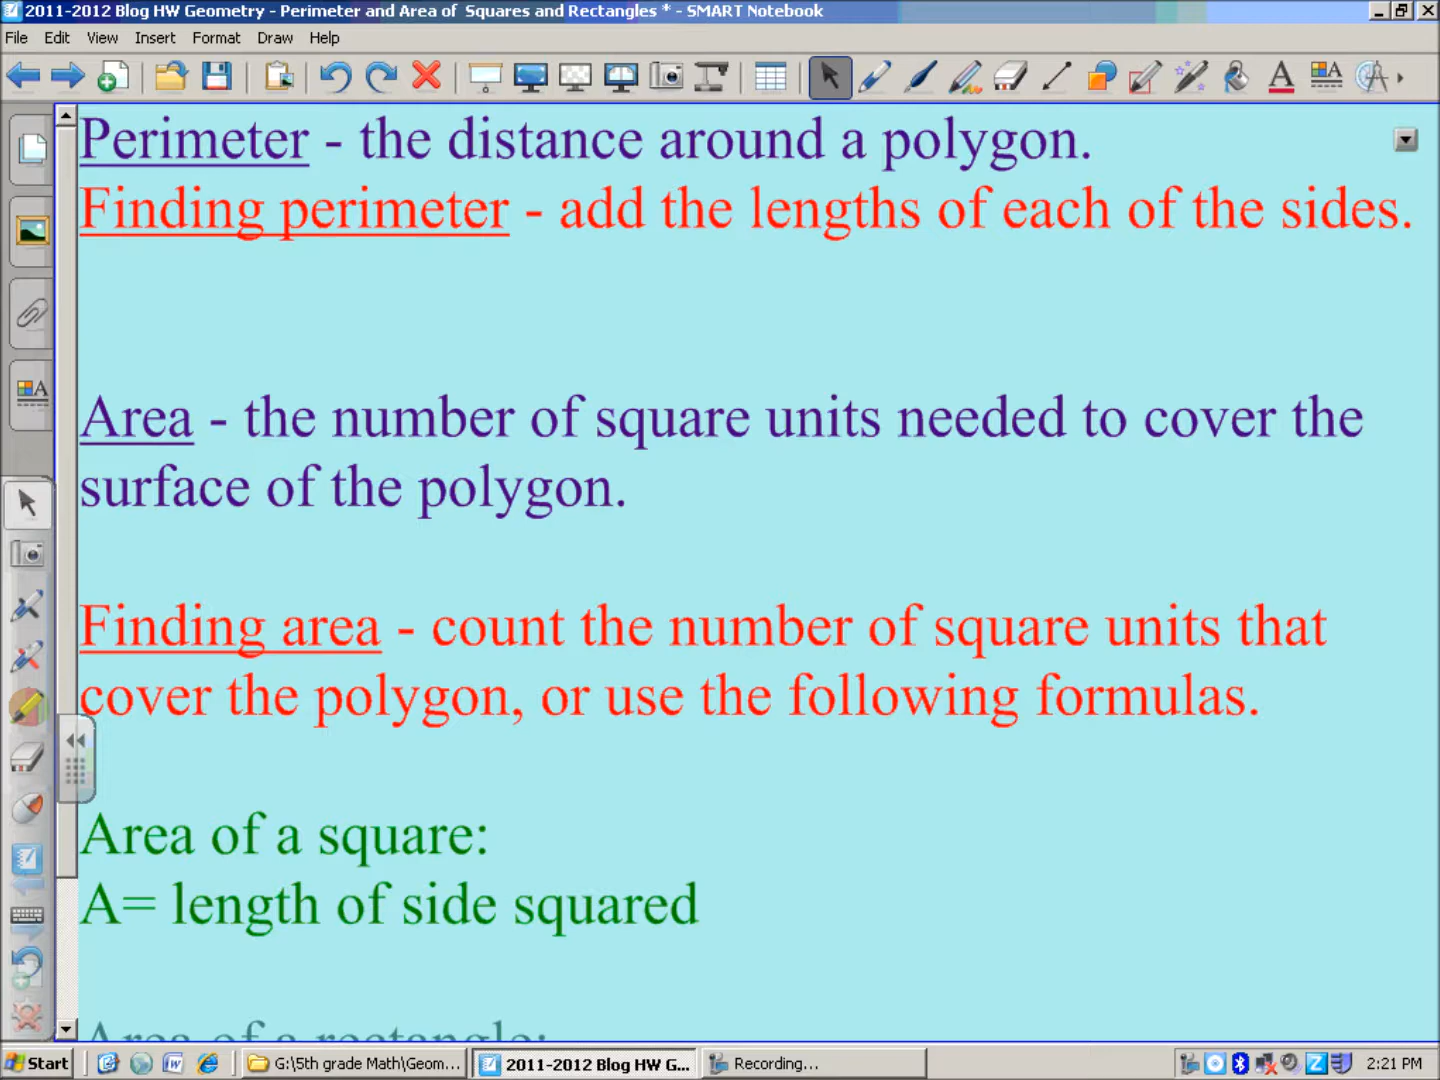 2011-2012 Blog HW Geometry - Perimeter and Area of  Squares and Rectangles * - SMART Notebook
File Edit View Insert Format Draw Help
Perimeter - the distance around a polygon.
Finding perimeter - add the lengths of each of the sides.
Area - the number of square units needed to cover the
surface of the polygon.
Finding area - count the number of square units that
cover the polygon, or use the following formulas.
Area of a square:
A= length of side squared
Area of a rectangle:
Start G:\5th grade Math\Geom... 2011-2012 Blog HW G... Recording... 2:21 PM